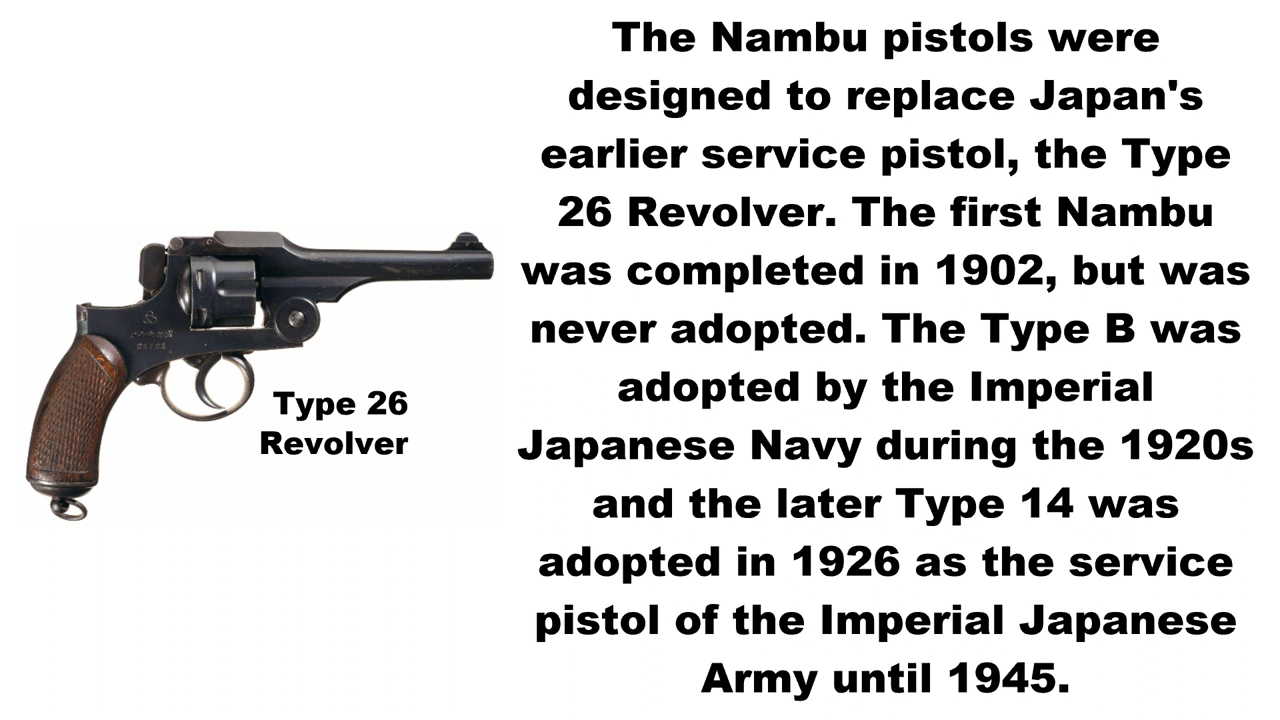 The Nambu pistols were
designed to replace Japan's
earlier service pistol, the Type
26 Revolver. The first Nambu
was completed in 1902, but was
never adopted. The Type B was
adopted by the Imperial
Japanese Navy during the 1920s
and the later Type 14 was
adopted in 1926 as the service
pistol of the Imperial Japanese
Army until 1945.
Type 26
Revolver